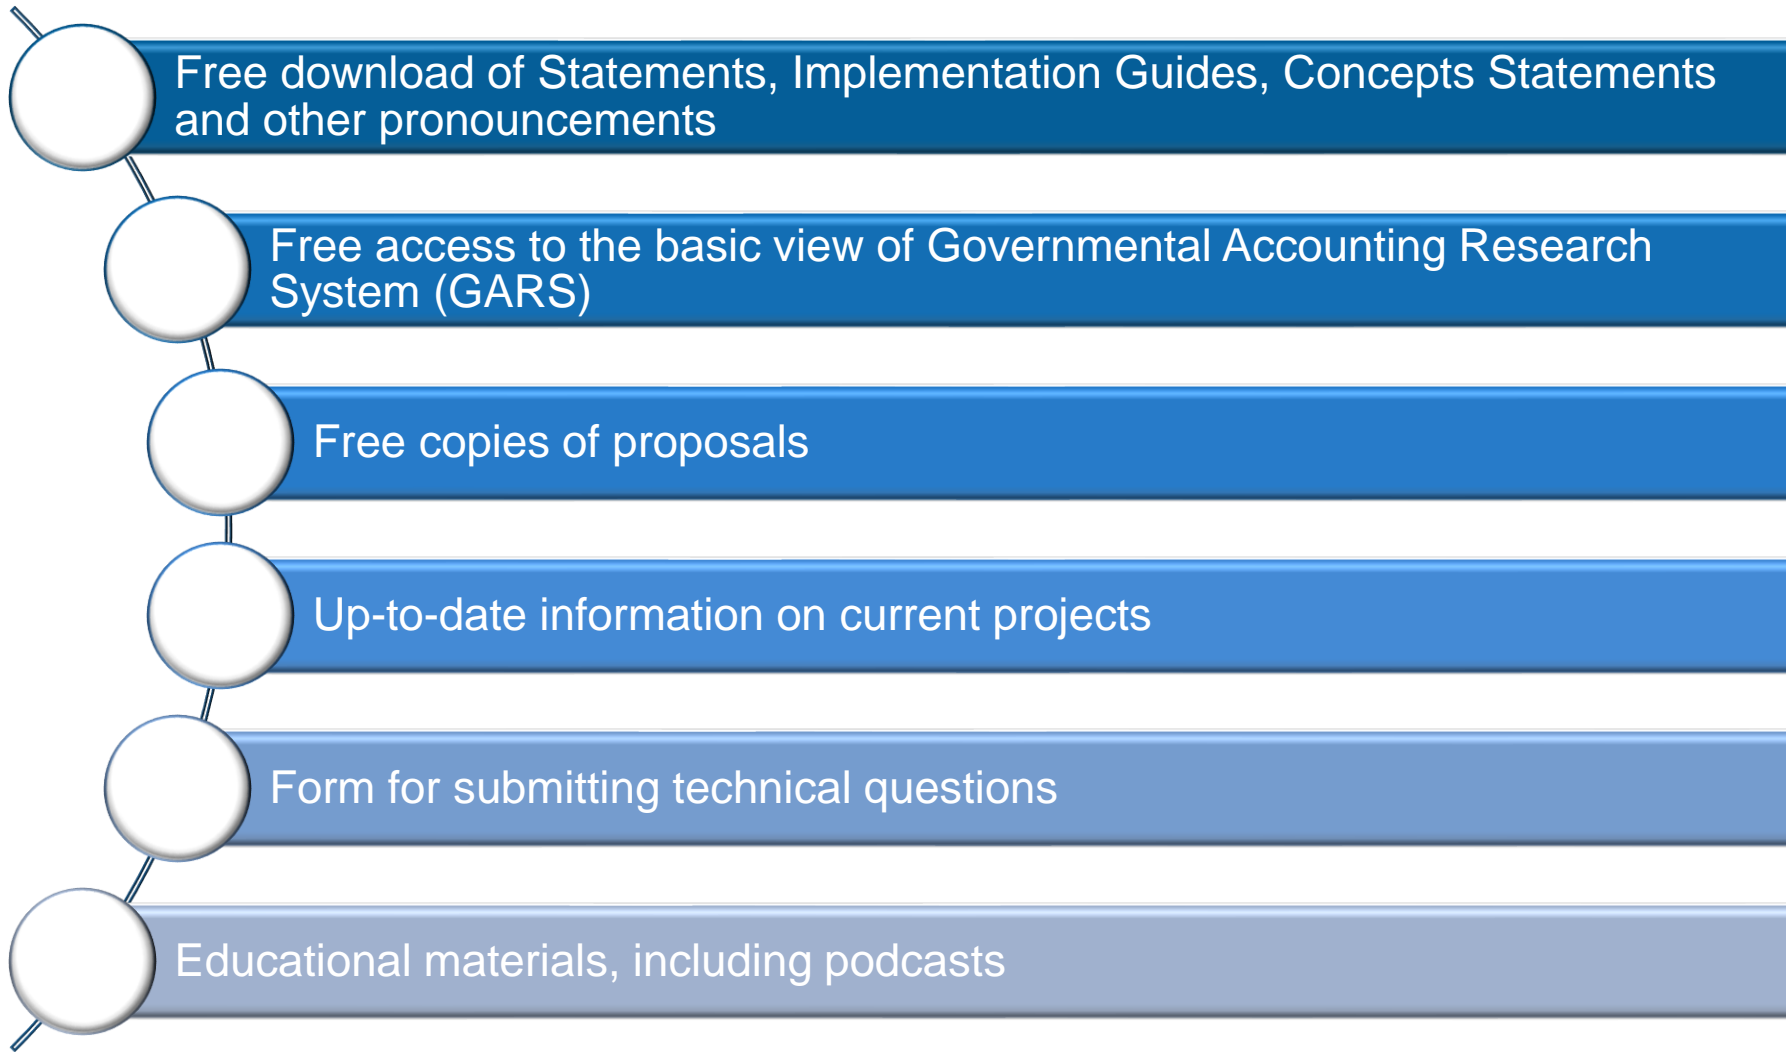 Free download of Statements, Implementation Guides, Concepts Statements
and other pronouncements
Free access to the basic view of Governmental Accounting Research
System (GARS)
Free copies of proposals
Up-to-date information on current projects
Form for submitting technical questions
Educational materials, including podcasts